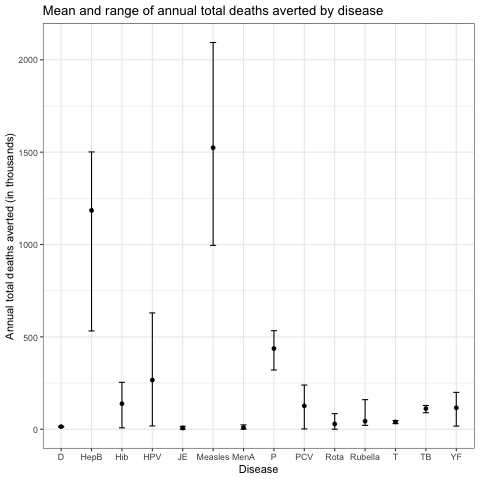 Mean and range of annual total deaths averted by disease
Annual total deaths averted (in thousands)
2000
1500
1000
500
0
D HepB Hib HPV JE Measles MenA P PCV Rota Rubella T TB YF
Disease